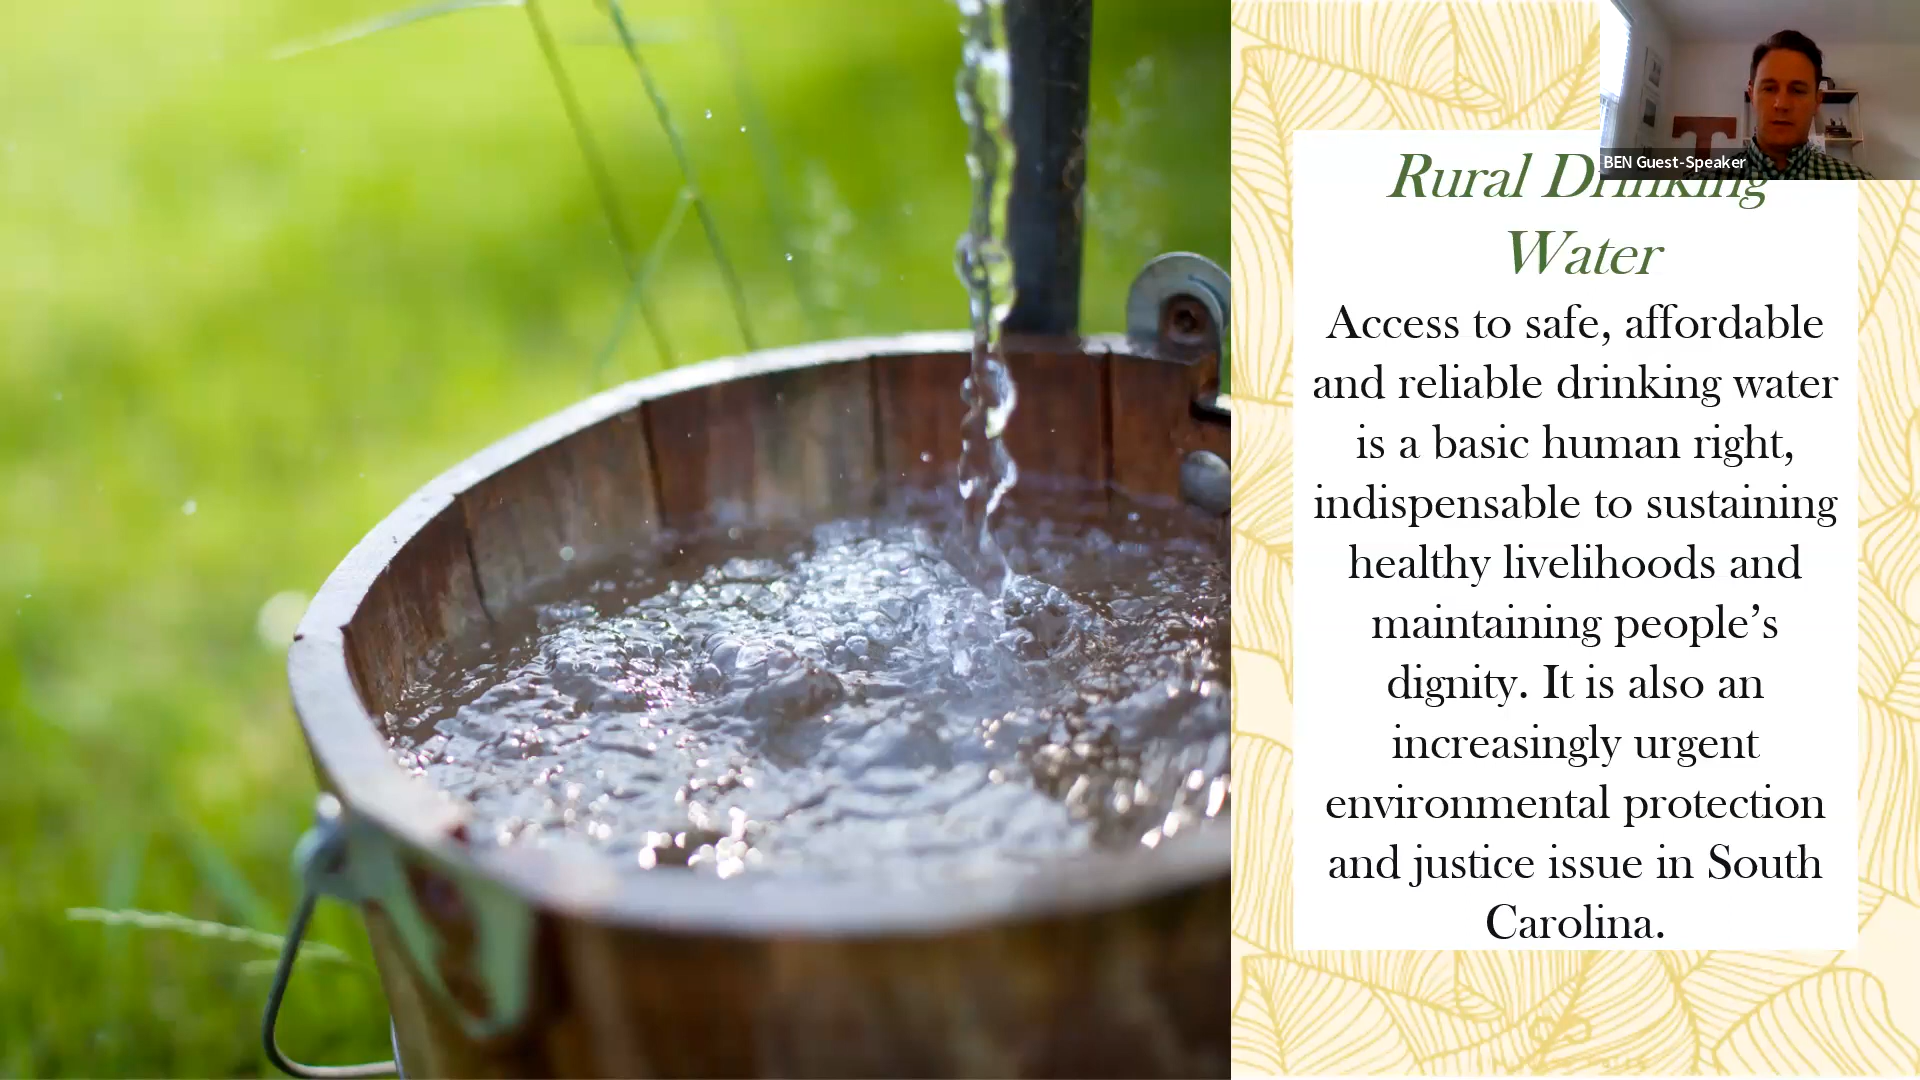 BEN Guest-Speaker
Rural Drinking
Water
Access to safe, affordable
and reliable drinking water
is a basic human right,
indispensable to sustaining
healthy livelihoods and
maintaining people’s
dignity. It is also an
increasingly urgent
environmental protection
and justice issue in South
Carolina.